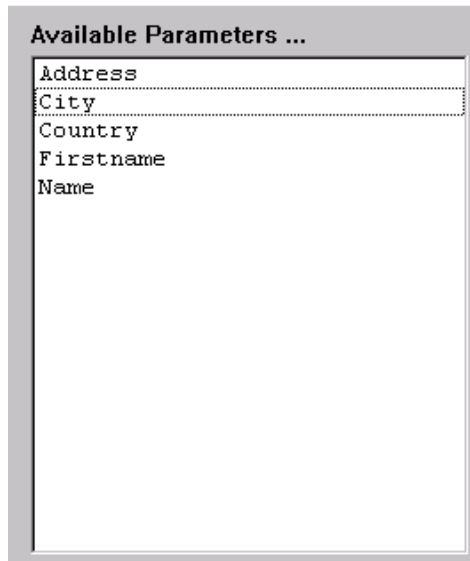 Available Parameters ...
Address
City
Country
Firstname
Name